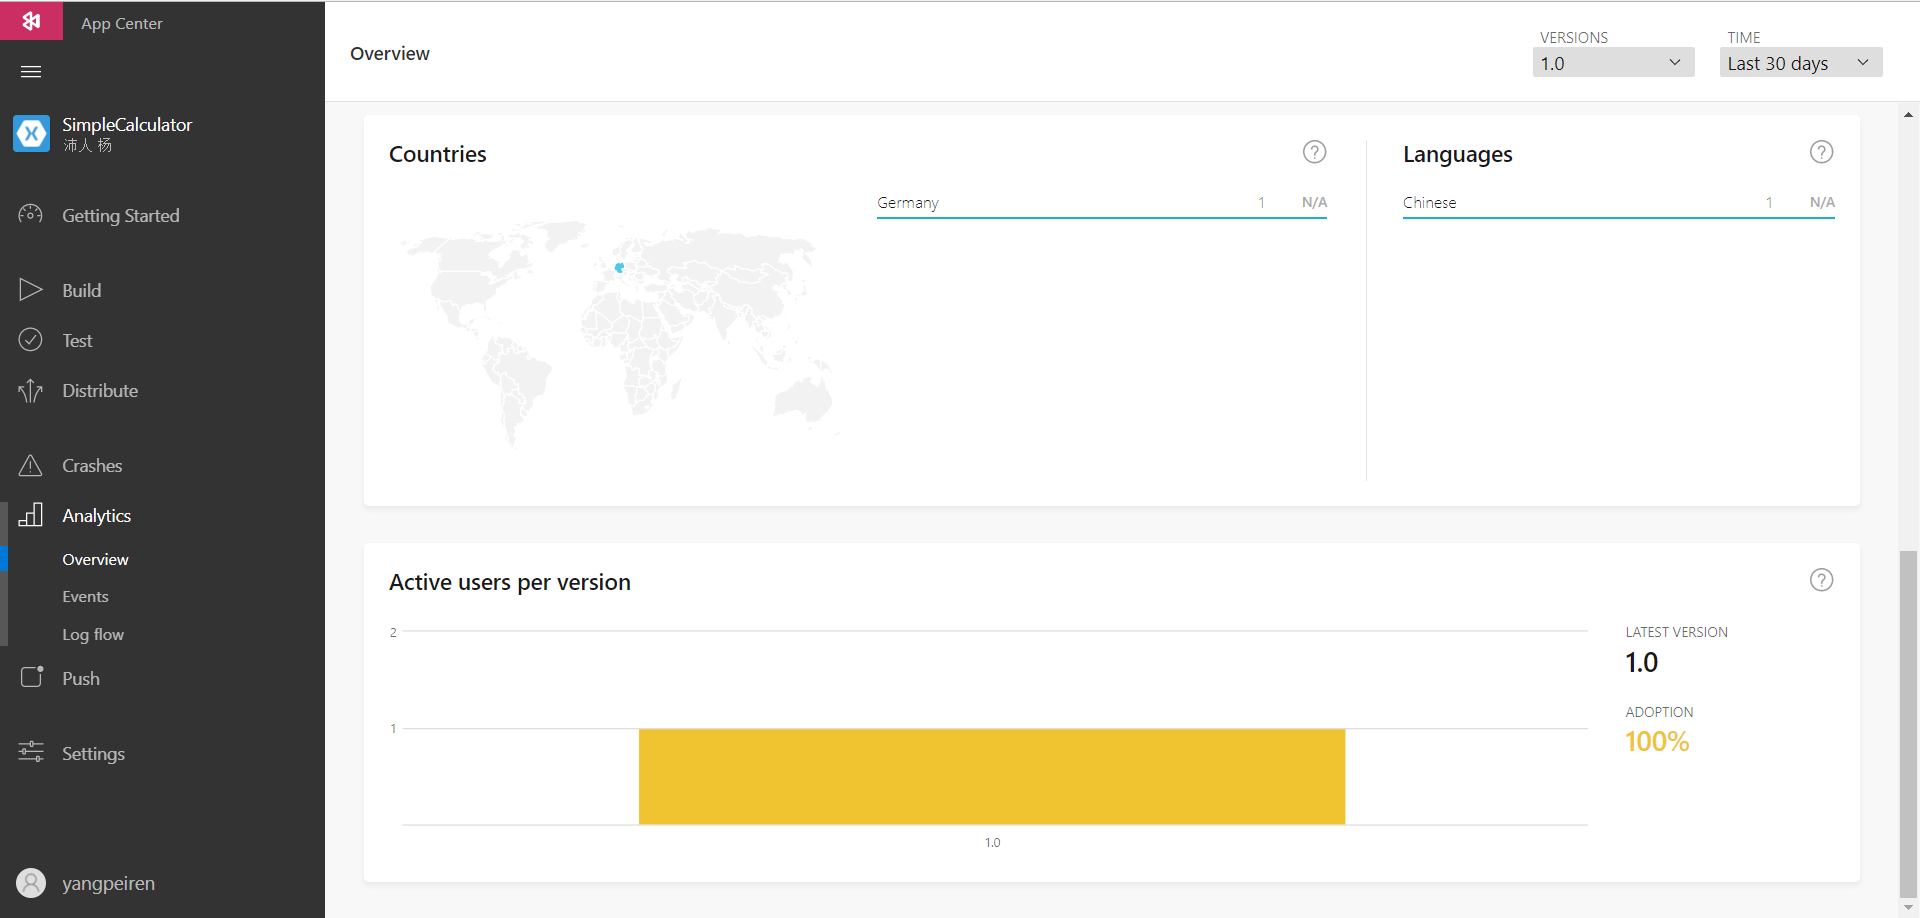 App Center
SimpleCalculator
沛人 杨
Getting Started
Build
Test
Distribute
Crashes
Analytics
Overview
Events
Log flow
Push
Settings
yangpeiren
Overview
VERSIONS
1.0
TIME
Last 30 days
Countries
?
Germany 1 N/A
Languages
?
Chinese 1 N/A
Active users per version
?
2
1
1.0
LATEST VERSION
1.0
ADOPTION
100%